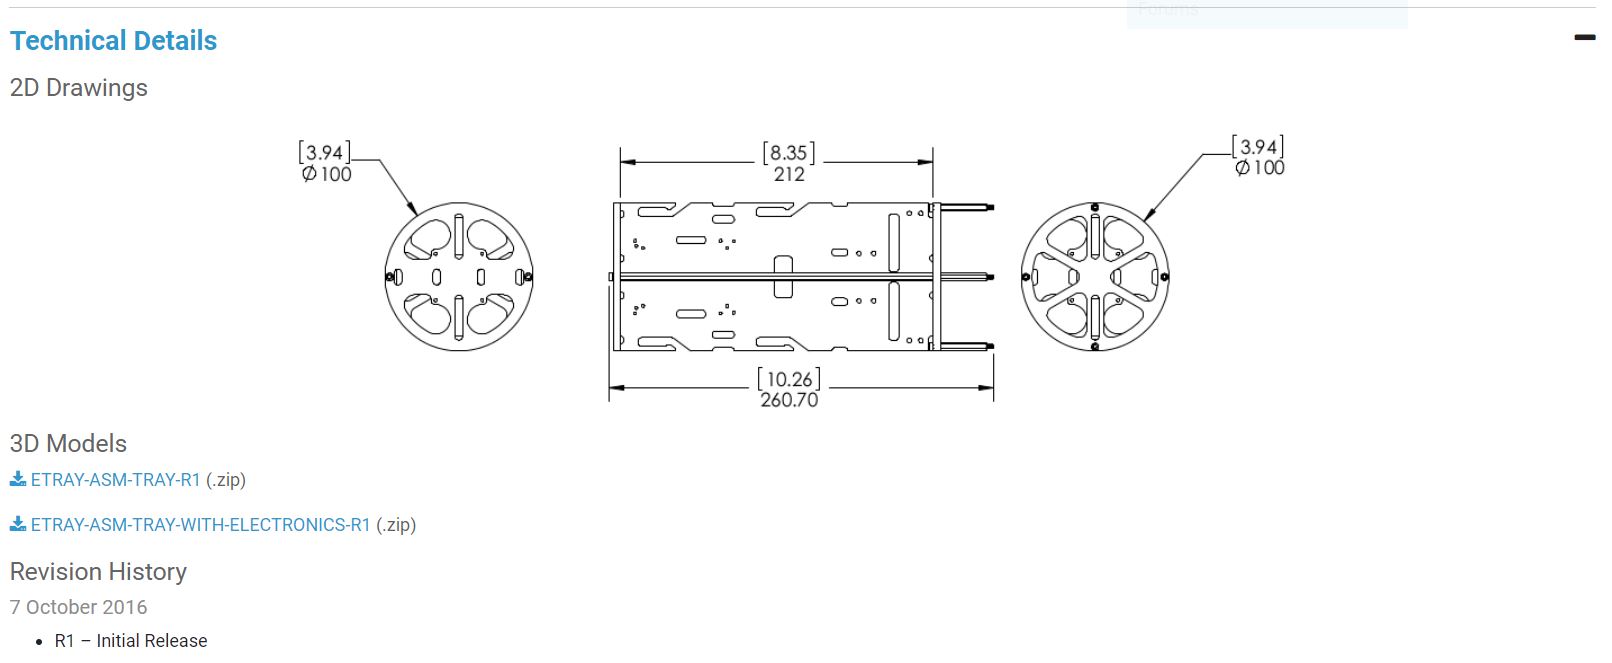 Forums
Technical Details
2D Drawings
[3.94]
Ø100
[8.35]
212
[3.94]
Ø100
[10.26]
260.70
3D Models
ETRAY-ASM-TRAY-R1 (.zip)
ETRAY-ASM-TRAY-WITH-ELECTRONICS-R1 (.zip)
Revision History
7 October 2016
• R1 – Initial Release